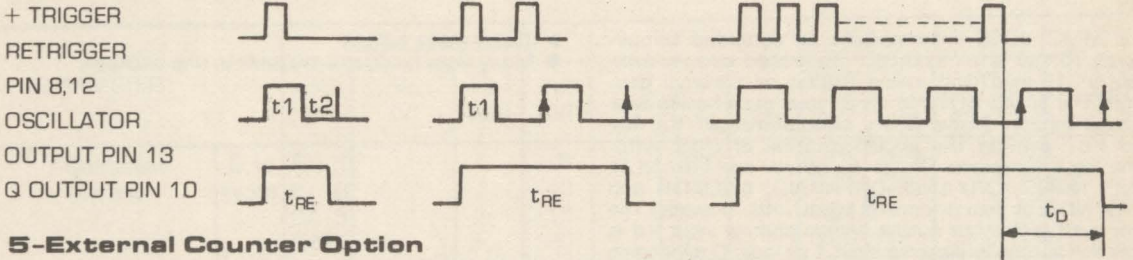 + TRIGGER
RETRIGGER
PIN 8,12
OSCILLATOR
OUTPUT PIN 13
Q OUTPUT PIN 10
t1 t2
t1
tRE
tRE
tRE
tD
5-External Counter Option